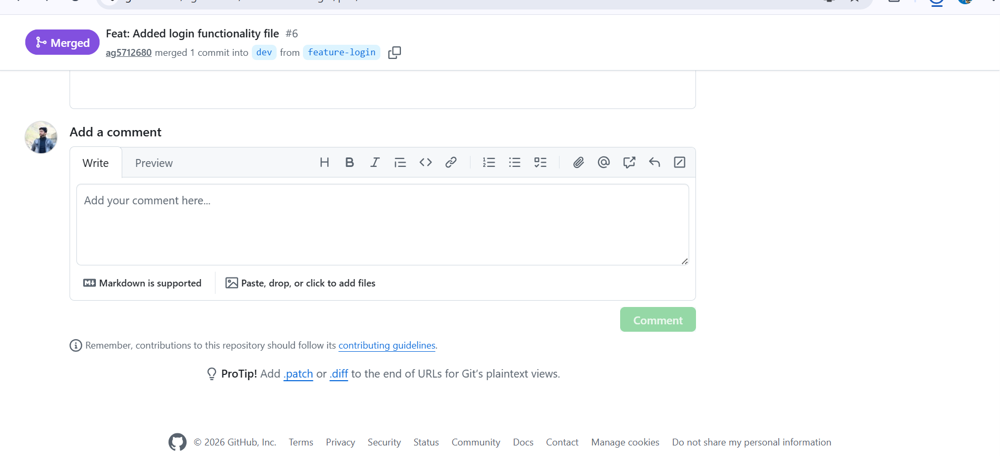 Merged
Feat: Added login functionality file #6
ag5712680 merged 1 commit into dev from feature-login
Add a comment
Write Preview
Add your comment here...
Markdown is supported
Paste, drop, or click to add files
Comment
Remember, contributions to this repository should follow its contributing guidelines.
ProTip! Add .patch or .diff to the end of URLs for Git’s plaintext views.
© 2026 GitHub, Inc. Terms Privacy Security Status Community Docs Contact Manage cookies Do not share my personal information